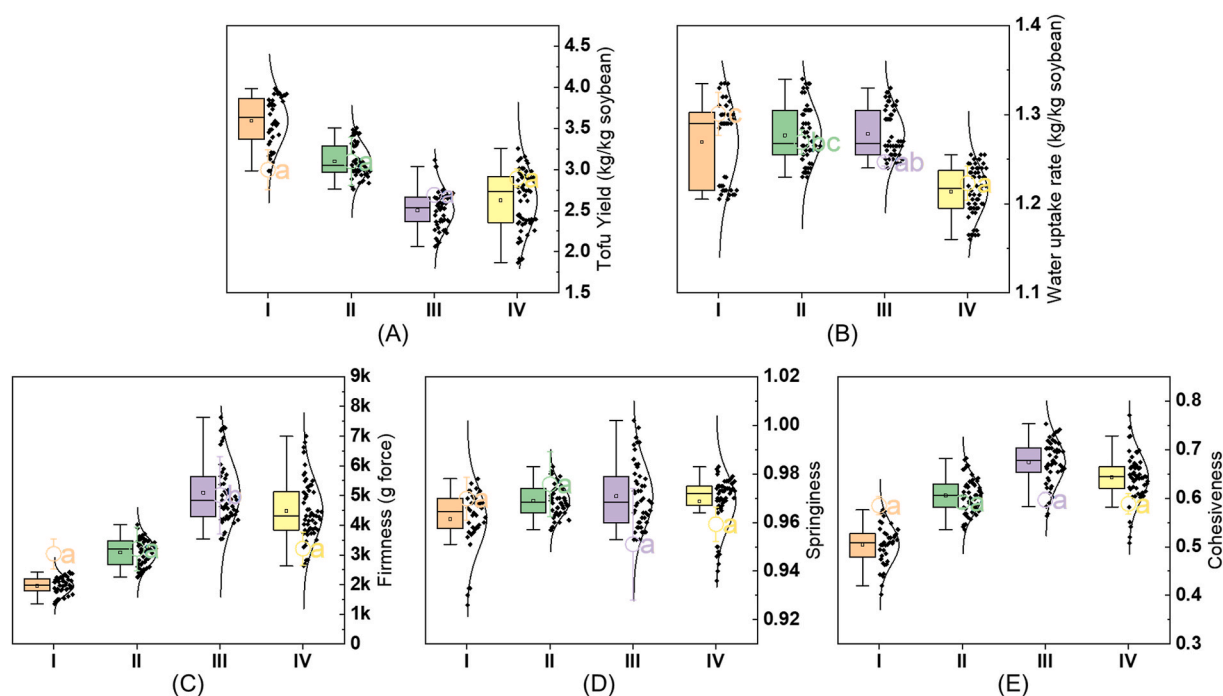 4.5
4.0
3.5
3.0
2.5
2.0
1.5
Tofu Yield (kg/kg soybean)
a
a
a
a
I II III IV
(A)
1.4
1.3
1.2
1.1
Water uptake rate (kg/kg soybean)
c
bc
ab
a
I II III IV
(B)
9k
8k
7k
6k
5k
4k
3k
2k
1k
0
Firmness (g force)
a
a
b
a
I II III IV
(C)
1.02
1.00
0.98
0.96
0.94
0.92
Springiness
a
a
a
a
I II III IV
(D)
0.8
0.7
0.6
0.5
0.4
0.3
Cohesiveness
a
a
a
a
I II III IV
(E)